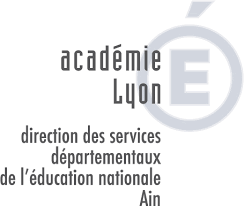 académie
Lyon
É
direction des services
départementaux
de l'éducation nationale
Ain